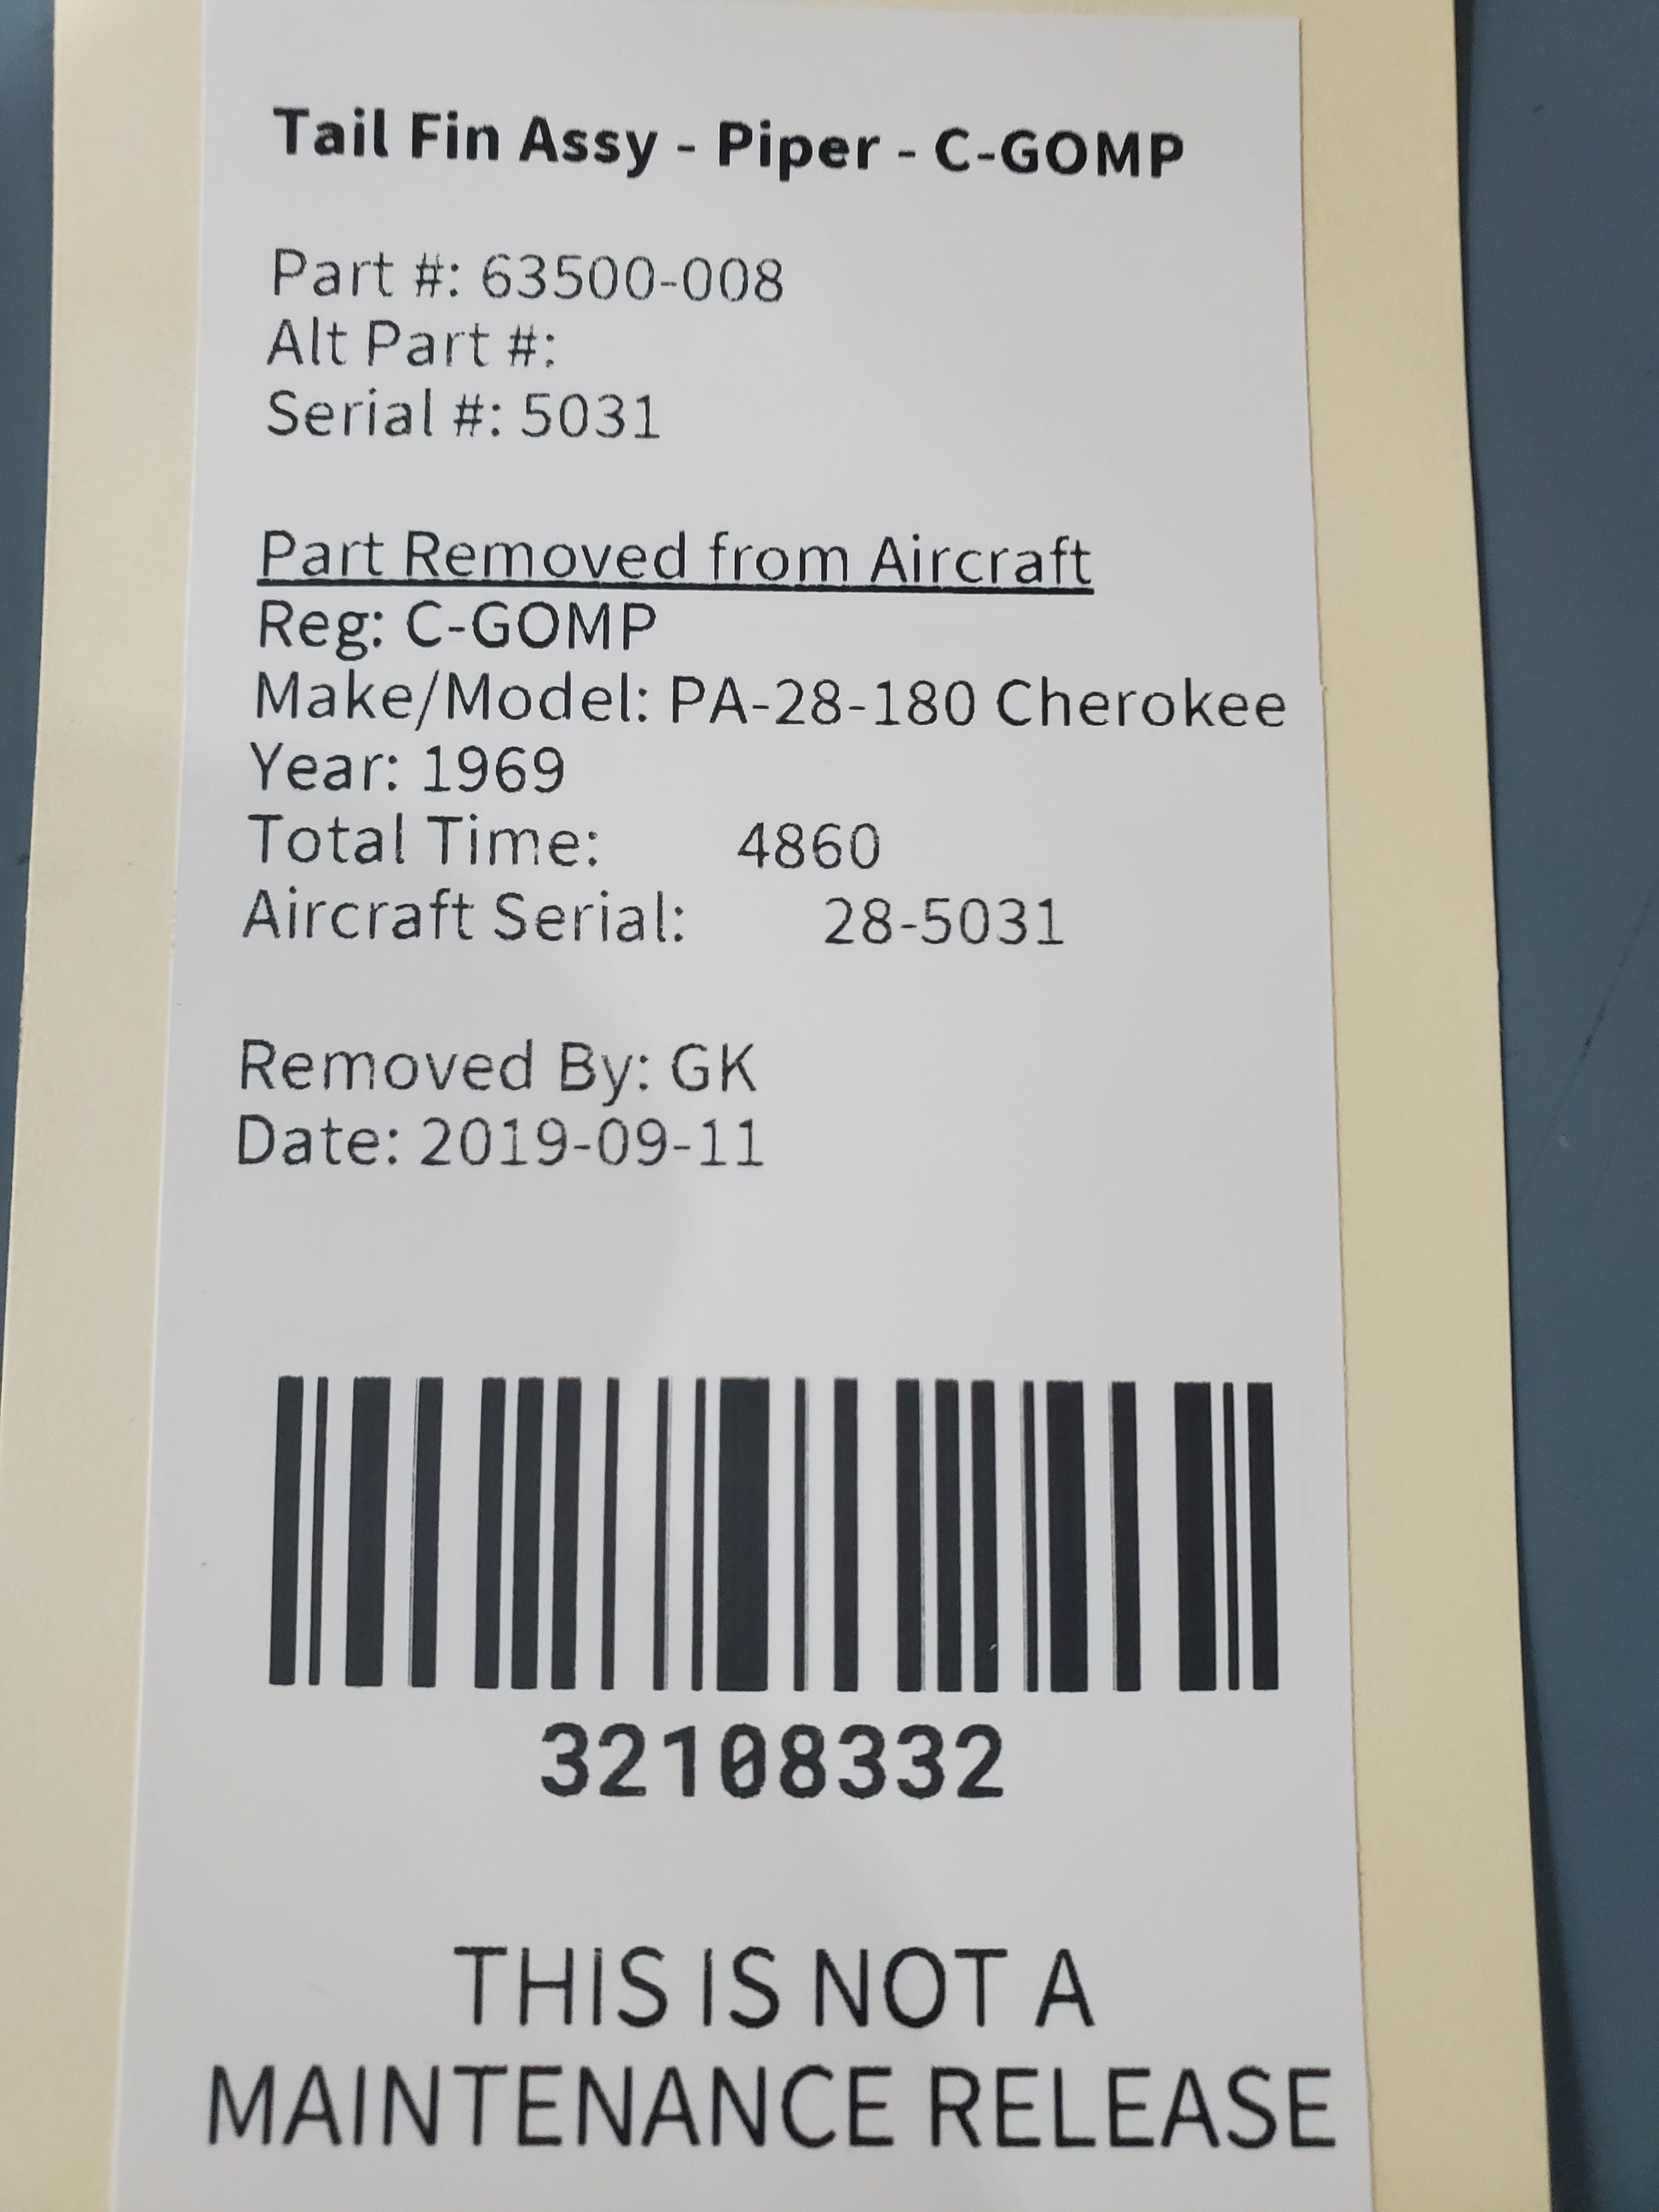 Tail Fin Assy - Piper - C-GOMP
Part #: 63500-008
Alt Part #:
Serial #: 5031
Part Removed from Aircraft
Reg: C-GOMP
Make/Model: PA-28-180 Cherokee
Year: 1969
Total Time: 4860
Aircraft Serial: 28-5031
Removed By: GK
Date: 2019-09-11
32108332
THIS IS NOT A
MAINTENANCE RELEASE